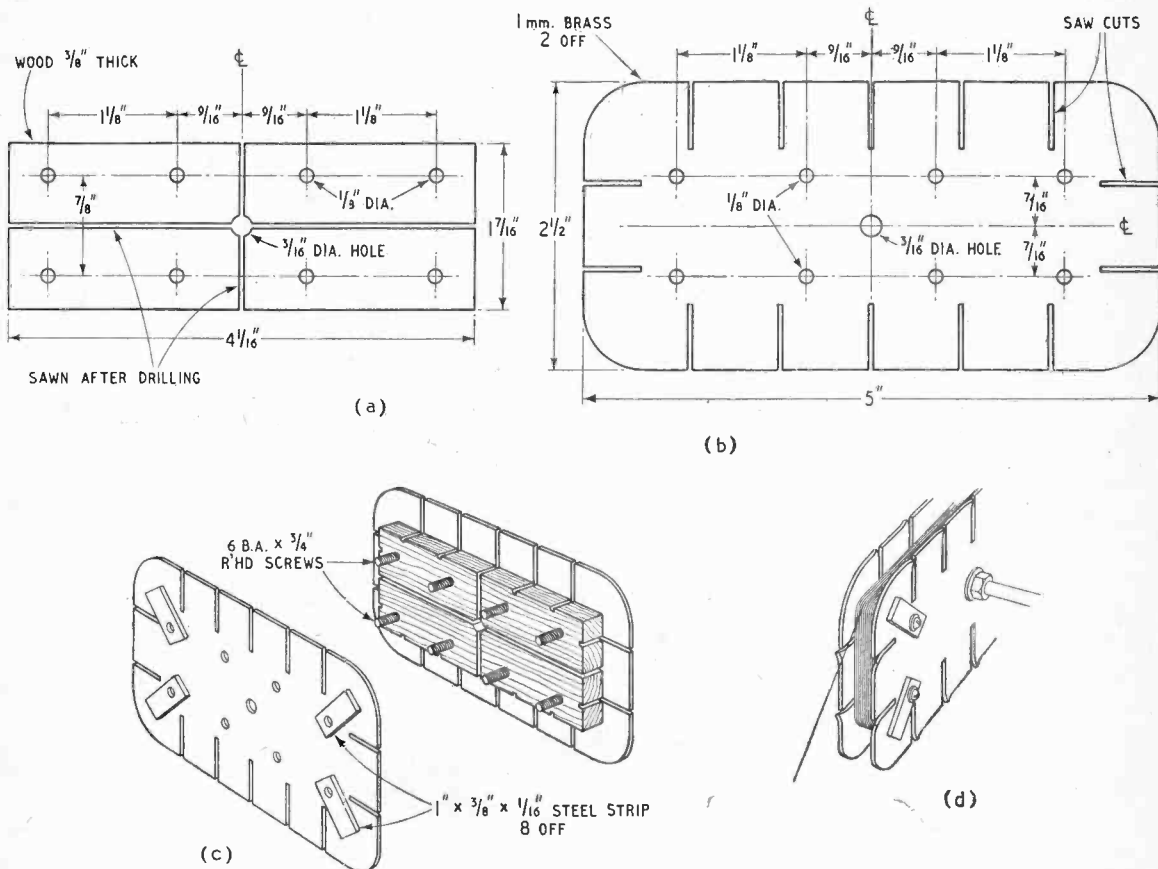 WOOD 3/8" THICK
℄
1 1/8"
9/16"
9/16"
1 1/8"
7/8"
1/8" DIA.
3/16" DIA. HOLE
1 7/16"
4 1/16"
SAWN AFTER DRILLING
(a)
1 mm. BRASS
2 OFF
℄
SAW CUTS
1 1/8"
9/16"
9/16"
1 1/8"
2 1/2"
1/8" DIA.
3/16" DIA. HOLE
7/16"
7/16"
℄
5"
(b)
6 B.A. x 3/4"
R'HD SCREWS
1" x 3/8" x 1/16" STEEL STRIP
8 OFF
(c)
(d)